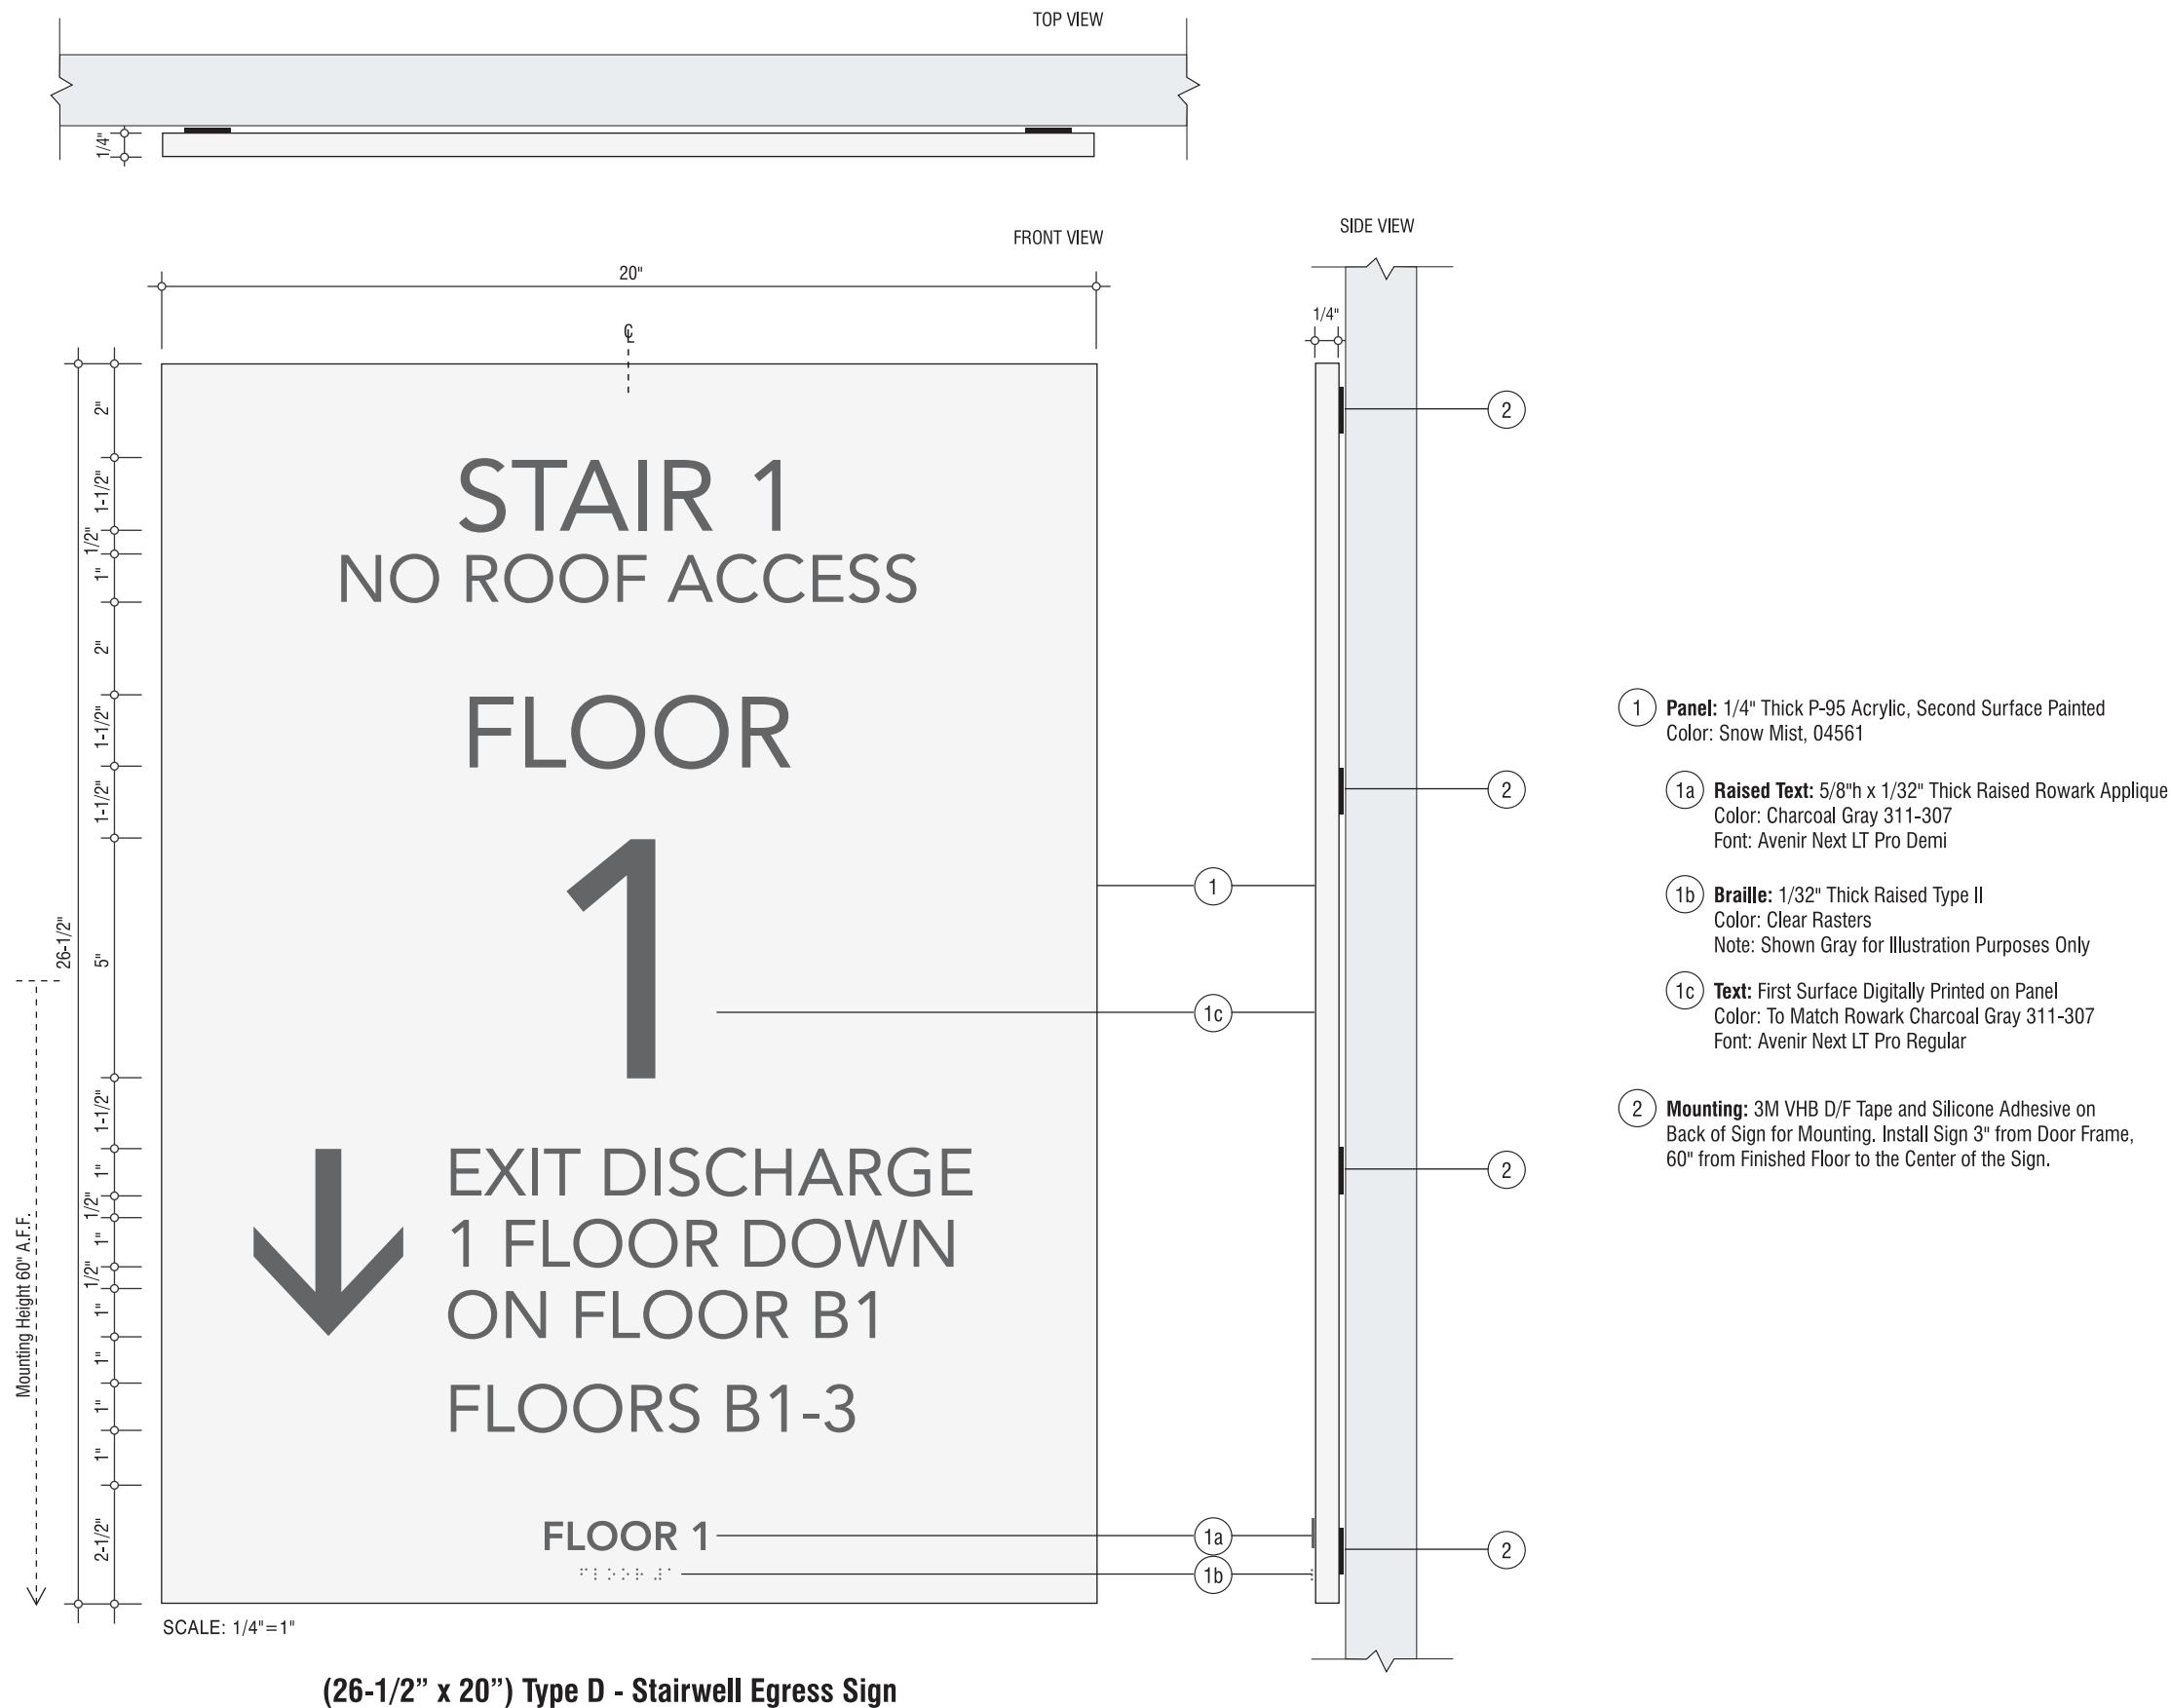 TOP VIEW
1/4"
FRONT VIEW
SIDE VIEW
20"
1/4"
℄
2"
1-1/2"
1/2"
1"
2"
1-1/2"
1-1/2"
5"
1-1/2"
1"
1/2"
1"
1/2"
1"
1"
1"
1"
2-1/2"
26-1/2"
Mounting Height 60" A.F.F.
STAIR 1
NO ROOF ACCESS
FLOOR
1
EXIT DISCHARGE
1 FLOOR DOWN
ON FLOOR B1
FLOORS B1-3
FLOOR 1
⠋⠇⠕⠕⠗ ⠼⠁
1
1c
1a
1b
2
2
2
2
1 Panel: 1/4" Thick P-95 Acrylic, Second Surface Painted
Color: Snow Mist, 04561
1a Raised Text: 5/8"h x 1/32" Thick Raised Rowark Applique
Color: Charcoal Gray 311-307
Font: Avenir Next LT Pro Demi
1b Braille: 1/32" Thick Raised Type II
Color: Clear Rasters
Note: Shown Gray for Illustration Purposes Only
1c Text: First Surface Digitally Printed on Panel
Color: To Match Rowark Charcoal Gray 311-307
Font: Avenir Next LT Pro Regular
2 Mounting: 3M VHB D/F Tape and Silicone Adhesive on
Back of Sign for Mounting. Install Sign 3" from Door Frame,
60" from Finished Floor to the Center of the Sign.
SCALE: 1/4"=1"
(26-1/2” x 20”) Type D - Stairwell Egress Sign